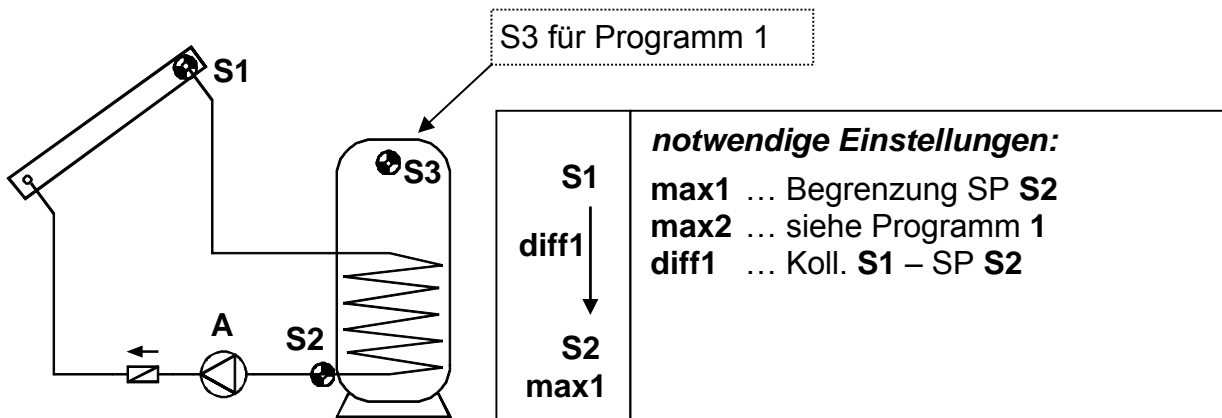 S3 für Programm 1
S1
S3
A
S2
S1
diff1
S2
max1
notwendige Einstellungen:
max1 … Begrenzung SP S2
max2 … siehe Programm 1
diff1 … Koll. S1 – SP S2